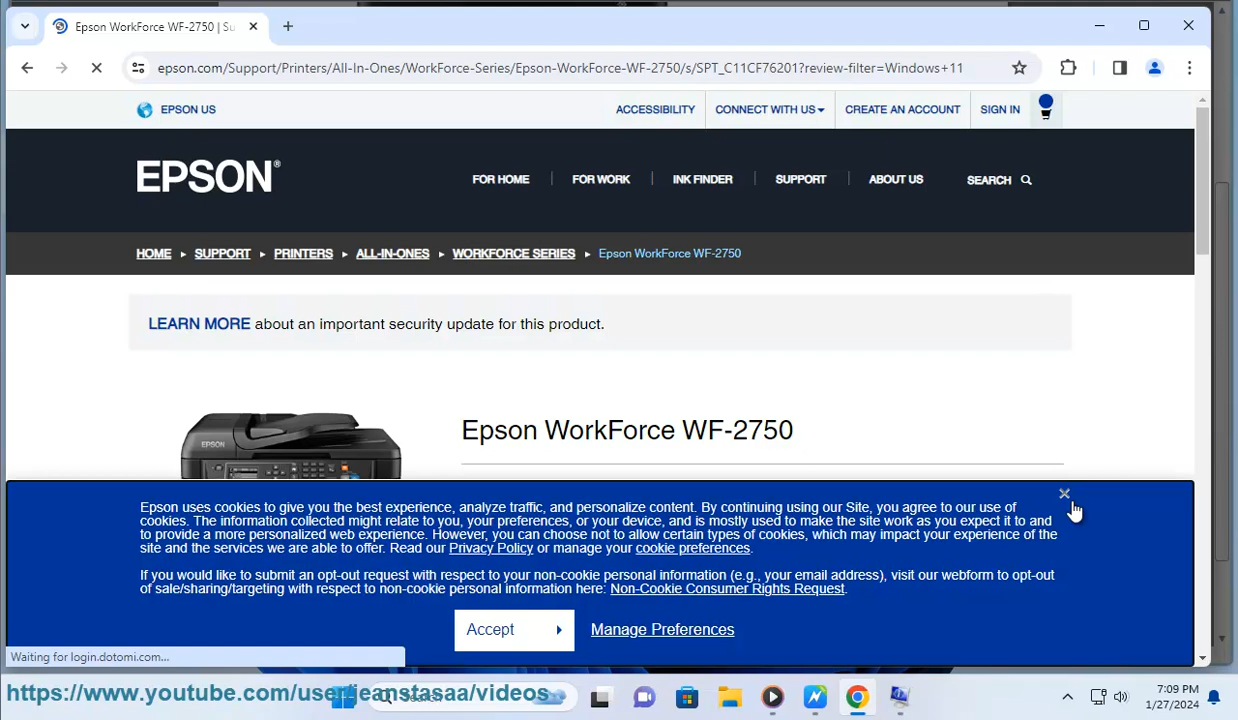 Epson WorkForce WF-2750 | Su
epson.com/Support/Printers/All-In-Ones/WorkForce-Series/Epson-WorkForce-WF-2750/s/SPT_C11CF76201?review-filter=Windows+11
EPSON US
ACCESSIBILITY
CONNECT WITH US
CREATE AN ACCOUNT
SIGN IN
EPSON®
FOR HOME
FOR WORK
INK FINDER
SUPPORT
ABOUT US
SEARCH
HOME
SUPPORT
PRINTERS
ALL-IN-ONES
WORKFORCE SERIES
Epson WorkForce WF-2750
LEARN MORE about an important security update for this product.
EPSON
Epson WorkForce WF-2750
Epson uses cookies to give you the best experience, analyze traffic, and personalize content. By continuing using our Site, you agree to our use of
cookies. The information collected might relate to you, your preferences, or your device, and is mostly used to make the site work as you expect it to and
to provide a more personalized web experience. However, you can choose not to allow certain types of cookies, which may impact your experience of the
site and the services we are able to offer. Read our Privacy Policy or manage your cookie preferences.
If you would like to submit an opt-out request with respect to your non-cookie personal information (e.g., your email address), visit our webform to opt-out
of sale/sharing/targeting with respect to non-cookie personal information here: Non-Cookie Consumer Rights Request.
Accept
Manage Preferences
Waiting for login.dotomi.com...
7:09 PM
1/27/2024